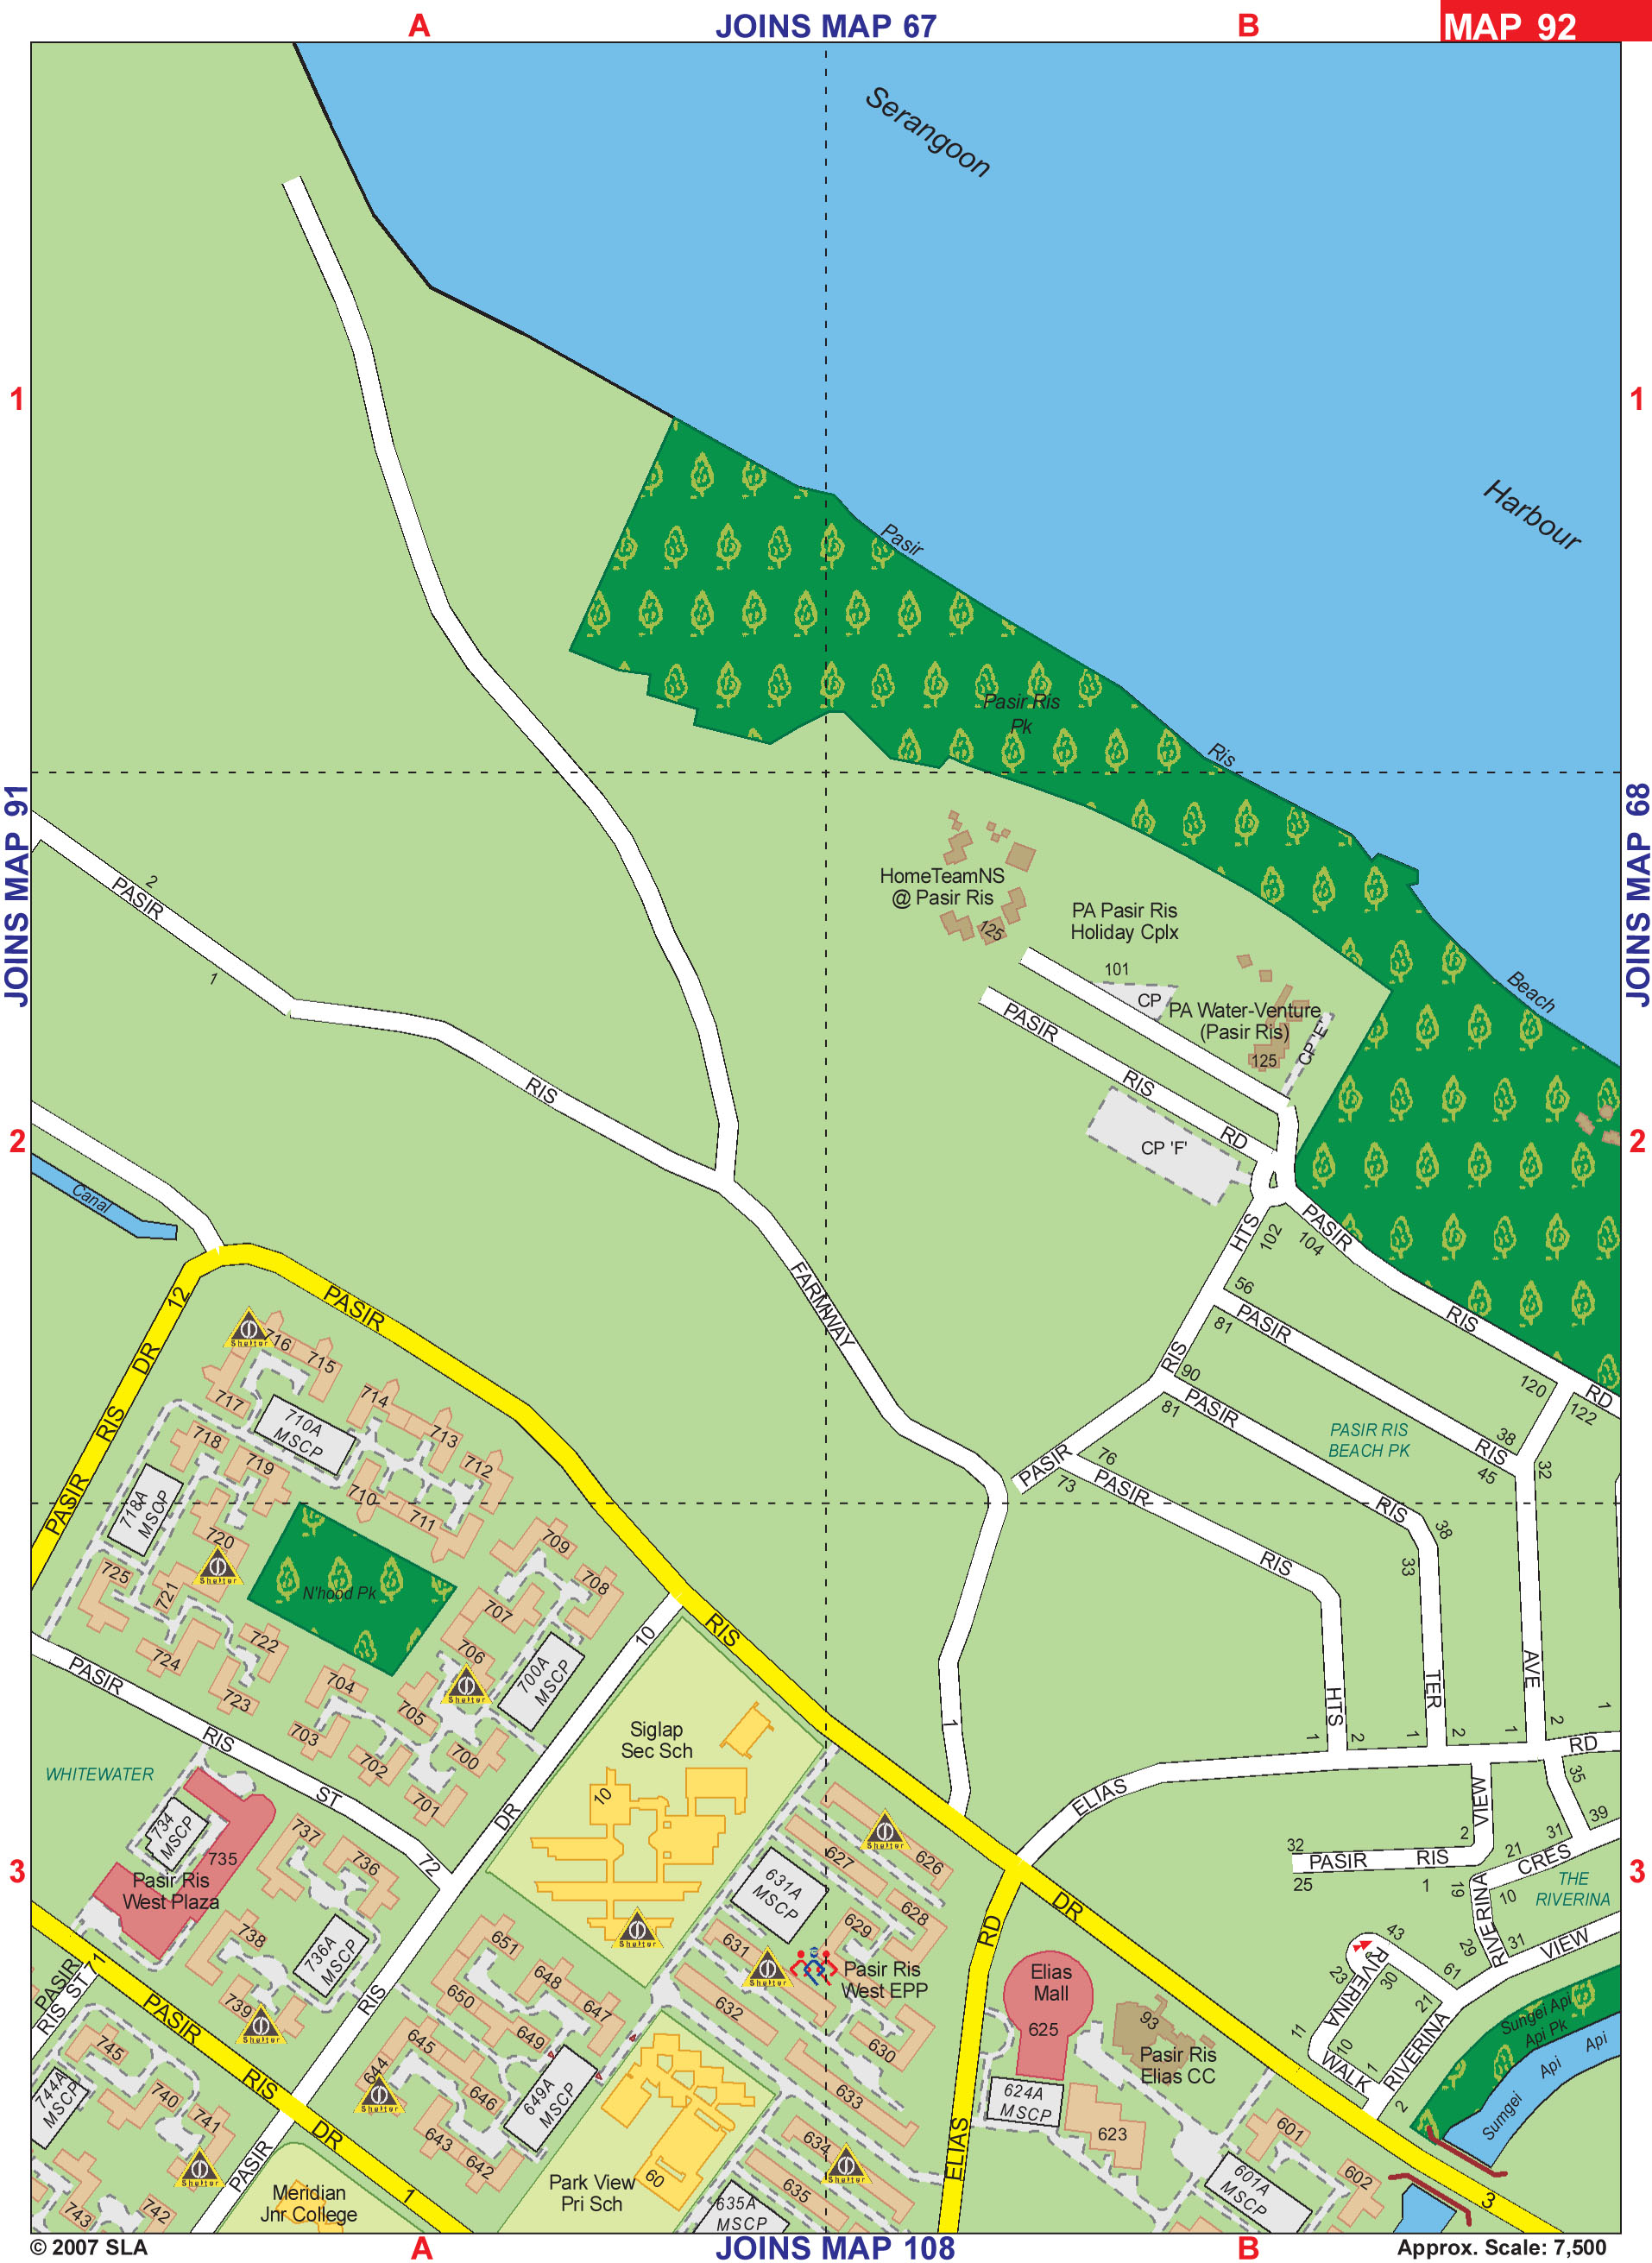 A
JOINS MAP 67
B
MAP 92
Serangoon
Harbour
1
1
Pasir
Pasir Ris
Pk
Ris
Beach
JOINS MAP 91
JOINS MAP 68
HomeTeamNS
@ Pasir Ris
125
PA Pasir Ris
Holiday Cplx
101
CP
PA Water-Venture
(Pasir Ris)
125
CP 'E'
2
PASIR
1
RIS
PASIR
RIS
RD
CP 'F'
2
2
Canal
HTS
102
PASIR
104
RIS
RD
FARMWAY
12
PASIR
56
PASIR
81
RIS
90
PASIR
81
120
122
38
RIS
45
32
PASIR RIS
BEACH PK
716
715
717
714
713
712
Shelter
710A
MSCP
DR
RIS
PASIR
718
719
710
711
718A
MSCP
720
Shelter
721
725
N'hood Pk
709
708
707
706
Shelter
700A
MSCP
724
722
723
704
705
703
702
700
701
PASIR
76
PASIR
73
RIS
RIS
38
33
HTS
TER
AVE
1
2
1
2
1
2
1
RD
35
39
10
RIS
PASIR
RIS
ST
72
DR
Siglap
Sec Sch
10
1
ELIAS
WHITEWATER
734
MSCP
735
Pasir Ris
West Plaza
737
736
738
736A
MSCP
739
Shelter
3
3
VIEW
2
32
PASIR
RIS
25
1
21
31
CRES
19
10
RIVERINA
29
31
VIEW
THE
RIVERINA
626
Shelter
627
628
631A
MSCP
629
631
Shelter
Pasir Ris
West EPP
632
630
633
634
Shelter
635
635A
MSCP
Shelter
651
648
650
647
649
645
644
646
Shelter
649A
MSCP
643
642
PASIR
RIS ST 71
PASIR
RIS
DR
1
RIS
PASIR
745
744A
MSCP
740
741
Shelter
743
742
Meridian
Jnr College
Park View
Pri Sch
60
RD
ELIAS
DR
Elias
Mall
625
93
Pasir Ris
Elias CC
624A
MSCP
623
601
601A
MSCP
602
3
43
RIVERINA
23
30
61
21
11
10
WALK
1
RIVERINA
2
Sungei Api
Api Pk
Sumgei
Api
Api
© 2007 SLA
A
JOINS MAP 108
B
Approx. Scale: 7,500